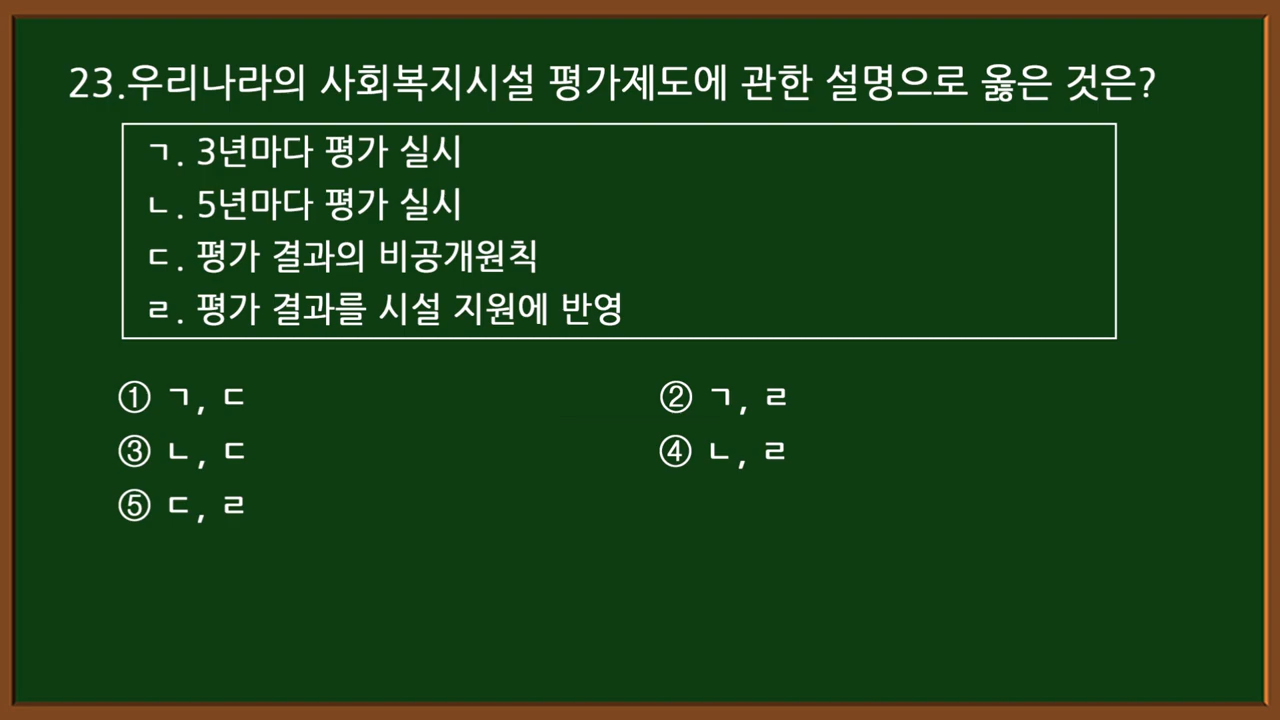 23.우리나라의 사회복지시설 평가제도에 관한 설명으로 옳은 것은?
ㄱ. 3년마다 평가 실시
ㄴ. 5년마다 평가 실시
ㄷ. 평가 결과의 비공개원칙
ㄹ. 평가 결과를 시설 지원에 반영
① ㄱ, ㄷ
② ㄱ, ㄹ
③ ㄴ, ㄷ
④ ㄴ, ㄹ
⑤ ㄷ, ㄹ